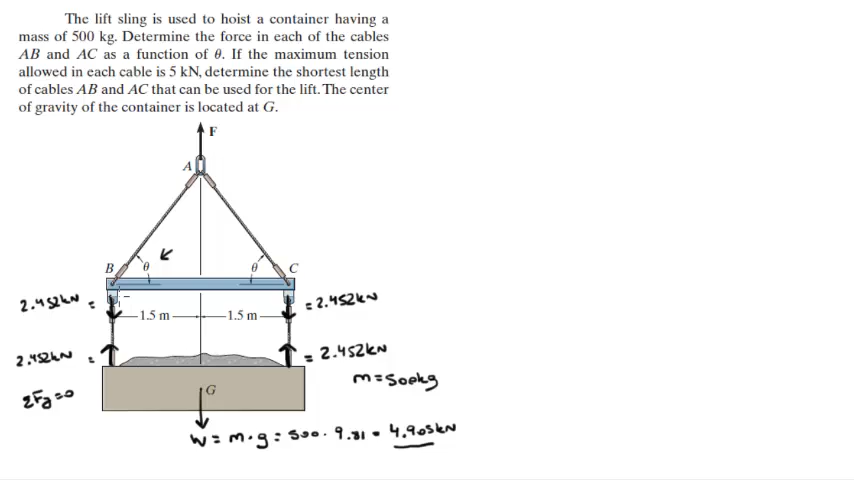 The lift sling is used to hoist a container having a
mass of 500 kg. Determine the force in each of the cables
AB and AC as a function of θ. If the maximum tension
allowed in each cable is 5 kN, determine the shortest length
of cables AB and AC that can be used for the lift. The center
of gravity of the container is located at G.
F
A
B θ θ C
2.452kN = = 2.452kN
1.5 m 1.5 m
2.452kN = = 2.452kN
m=500kg
ΣFy=0
G
W = m·g = 500 · 9.81 = 4.905kN